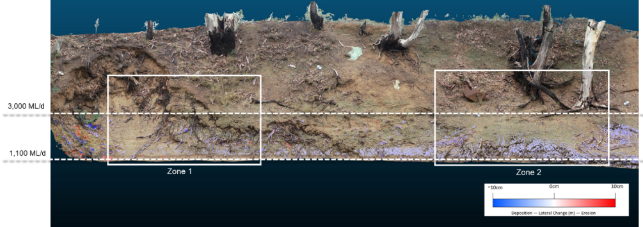 3,000 ML/d
1,100 ML/d
Zone 1
Zone 2
-10cm 0cm 10cm
Deposition — Lateral Change (m) — Erosion